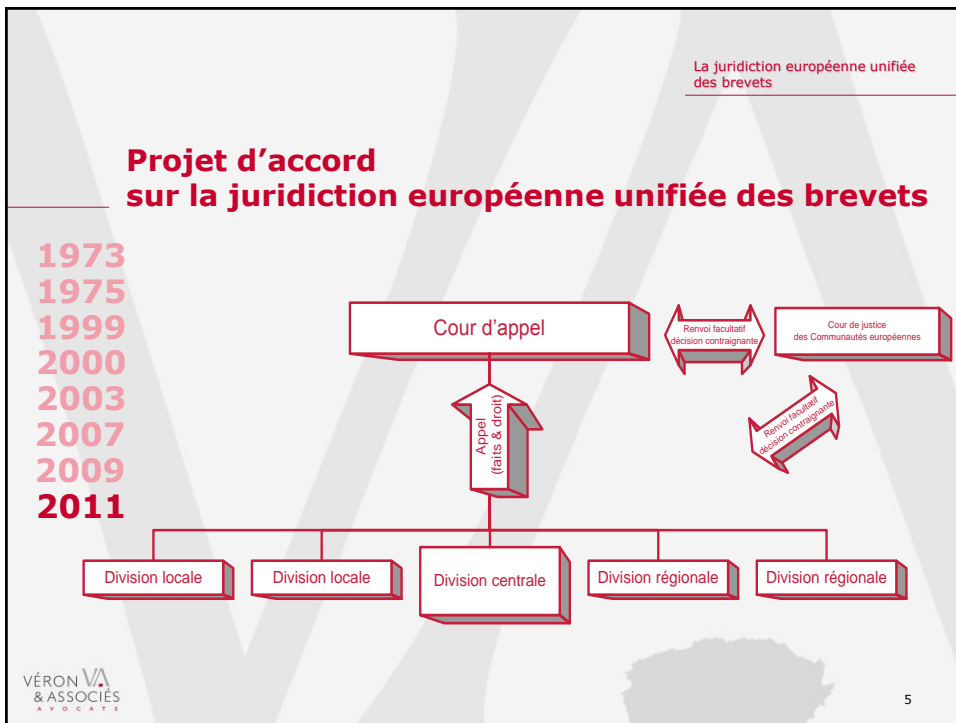 La juridiction européenne unifiée
des brevets
Projet d’accord
sur la juridiction européenne unifiée des brevets
1973
1975
1999
2000
2003
2007
2009
2011
Cour d’appel
Renvoi facultatif
décision contraignante
Cour de justice
des Communautés européennes
Appel
(faits & droit)
Renvoi facultatif
décision contraignante
Division locale
Division locale
Division centrale
Division régionale
Division régionale
VÉRON VA
& ASSOCIÉS
AVOCATS
5